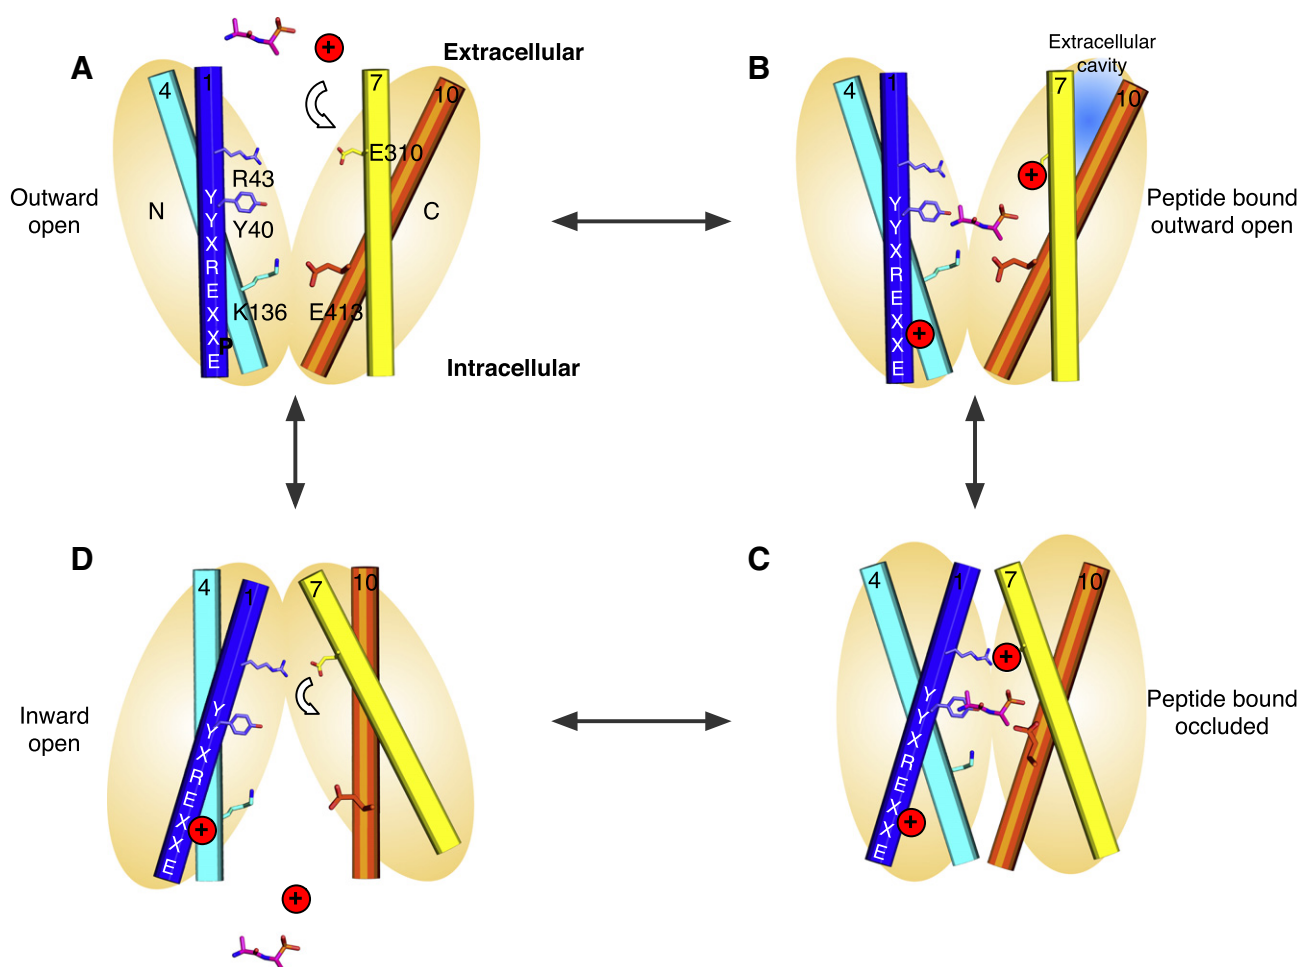 A
+
Extracellular
4
1
7
10
E310
R43
Outward
open
N
C
Y40
Y
Y
X
R
E
X
X
E
K136
E413
P
Intracellular
B
Extracellular
cavity
4
1
7
10
+
Peptide bound
outward open
Y
Y
X
R
E
X
X
E
+
D
4
1
7
10
Inward
open
Y
Y
X
R
E
X
X
E
+
+
C
4
1
7
10
+
Peptide bound
occluded
Y
Y
X
R
E
X
X
E
+